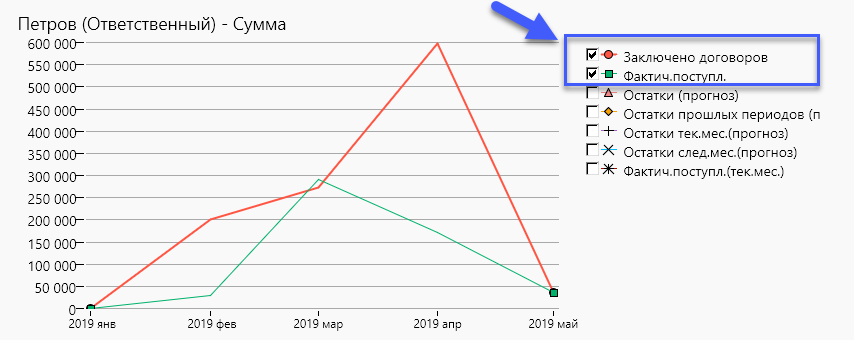 Петров (Ответственный) - Сумма
600 000
550 000
500 000
450 000
400 000
350 000
300 000
250 000
200 000
150 000
100 000
50 000
0
2019 янв
2019 фев
2019 мар
2019 апр
2019 май
Заключено договоров
Фактич.поступл.
Остатки (прогноз)
Остатки прошлых периодов (п
Остатки тек.мес.(прогноз)
Остатки след.мес.(прогноз)
Фактич.поступл.(тек.мес.)